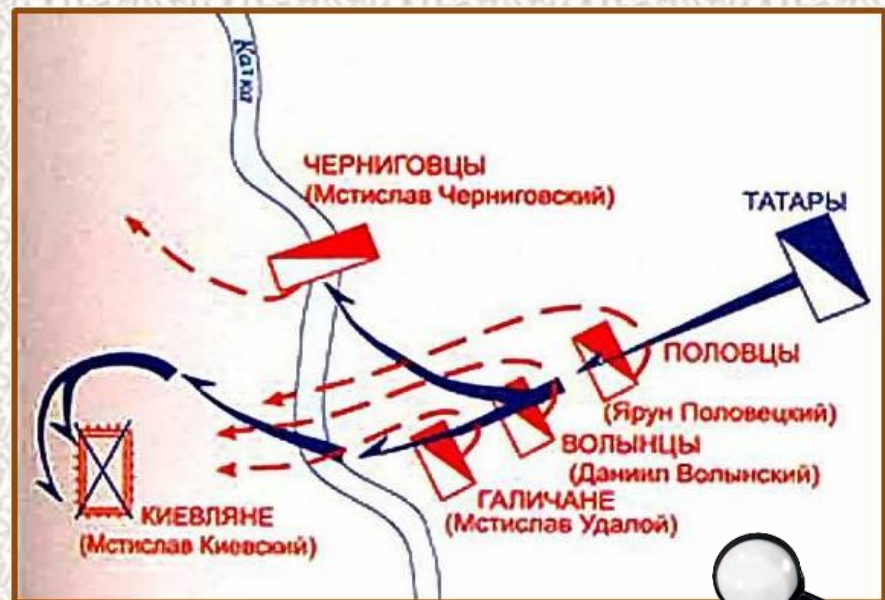 Калка
ЧЕРНИГОВЦЫ
(Мстислав Черниговский)
ТАТАРЫ
ПОЛОВЦЫ
(Ярун Половецкий)
ВОЛЫНЦЫ
(Даниил Волынский)
ГАЛИЧАНЕ
(Мстислав Удалой)
КИЕВЛЯНЕ
(Мстислав Киевский)